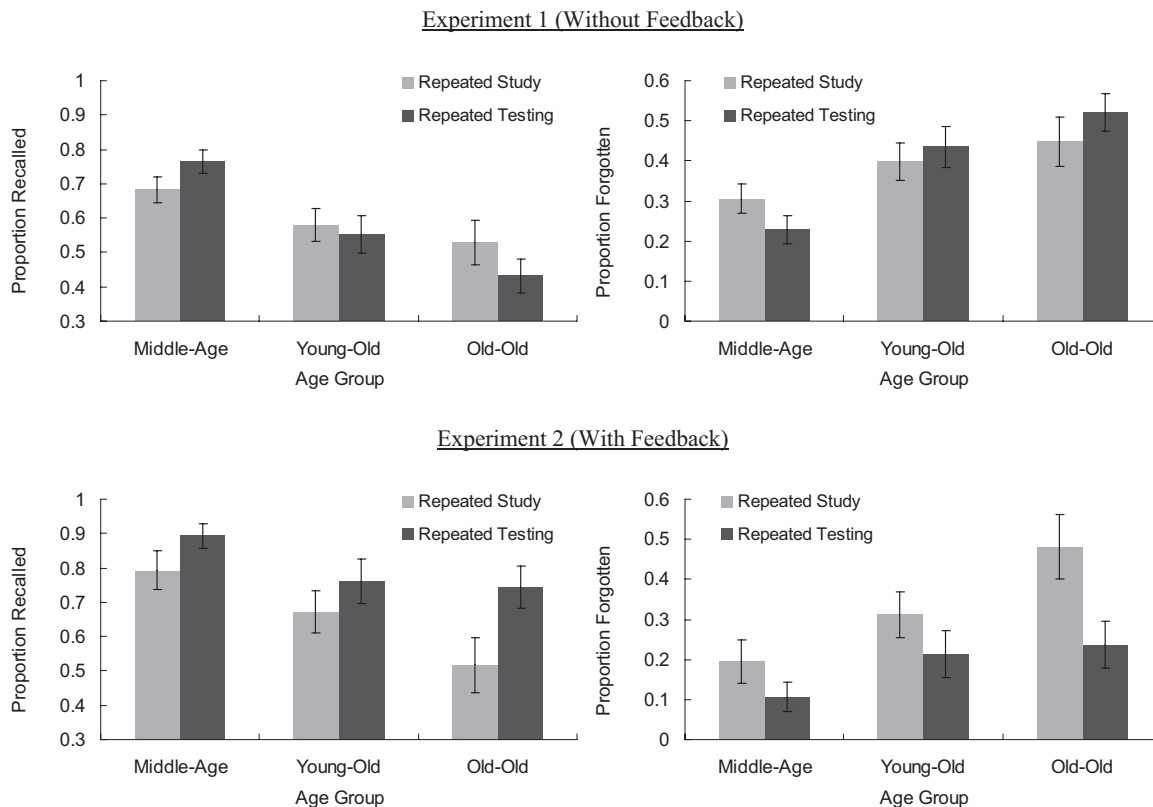 Experiment 1 (Without Feedback)
Proportion Recalled
1
0.9
0.8
0.7
0.6
0.5
0.4
0.3
Repeated Study
Repeated Testing
Middle-Age Young-Old Old-Old
Age Group
Proportion Forgotten
0.6
0.5
0.4
0.3
0.2
0.1
0
Repeated Study
Repeated Testing
Middle-Age Young-Old Old-Old
Age Group
Experiment 2 (With Feedback)
Proportion Recalled
1
0.9
0.8
0.7
0.6
0.5
0.4
0.3
Repeated Study
Repeated Testing
Middle-Age Young-Old Old-Old
Age Group
Proportion Forgotten
0.6
0.5
0.4
0.3
0.2
0.1
0
Repeated Study
Repeated Testing
Middle-Age Young-Old Old-Old
Age Group